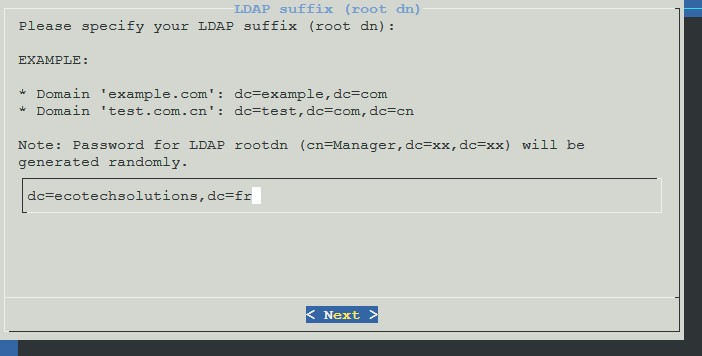 LDAP suffix (root dn)
Please specify your LDAP suffix (root dn):
EXAMPLE:
* Domain 'example.com': dc=example,dc=com
* Domain 'test.com.cn': dc=test,dc=com,dc=cn
Note: Password for LDAP rootdn (cn=Manager,dc=xx,dc=xx) will be
generated randomly.
dc=ecotechsolutions,dc=fr
< Next >